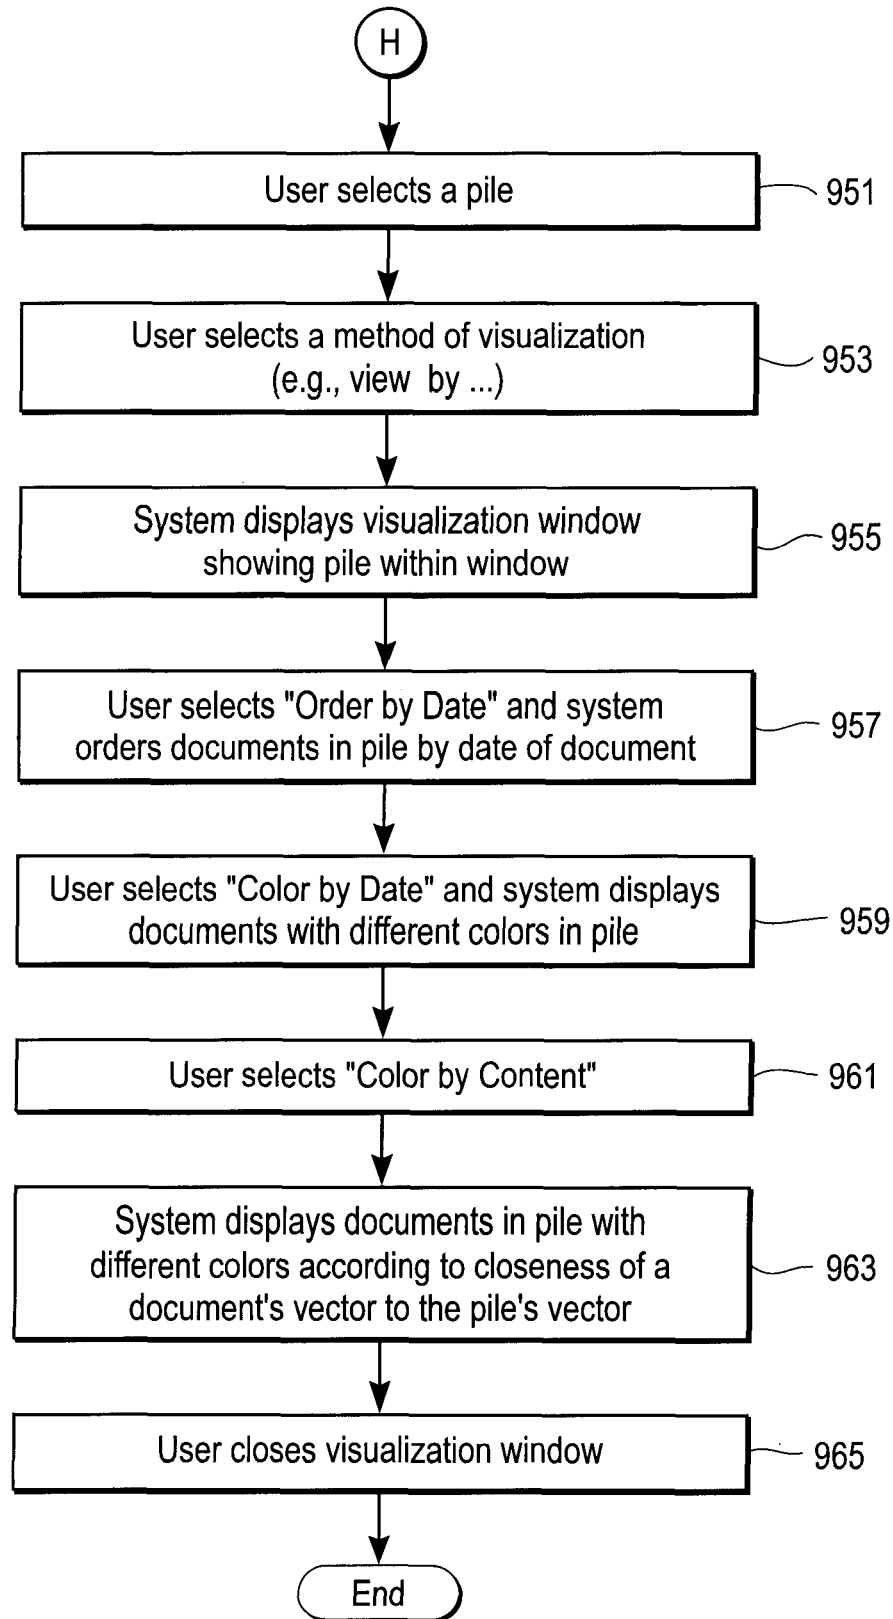 H
User selects a pile
951
User selects a method of visualization
(e.g., view by ...)
953
System displays visualization window
showing pile within window
955
User selects "Order by Date" and system
orders documents in pile by date of document
957
User selects "Color by Date" and system displays
documents with different colors in pile
959
User selects "Color by Content"
961
System displays documents in pile with
different colors according to closeness of a
document's vector to the pile's vector
963
User closes visualization window
965
End